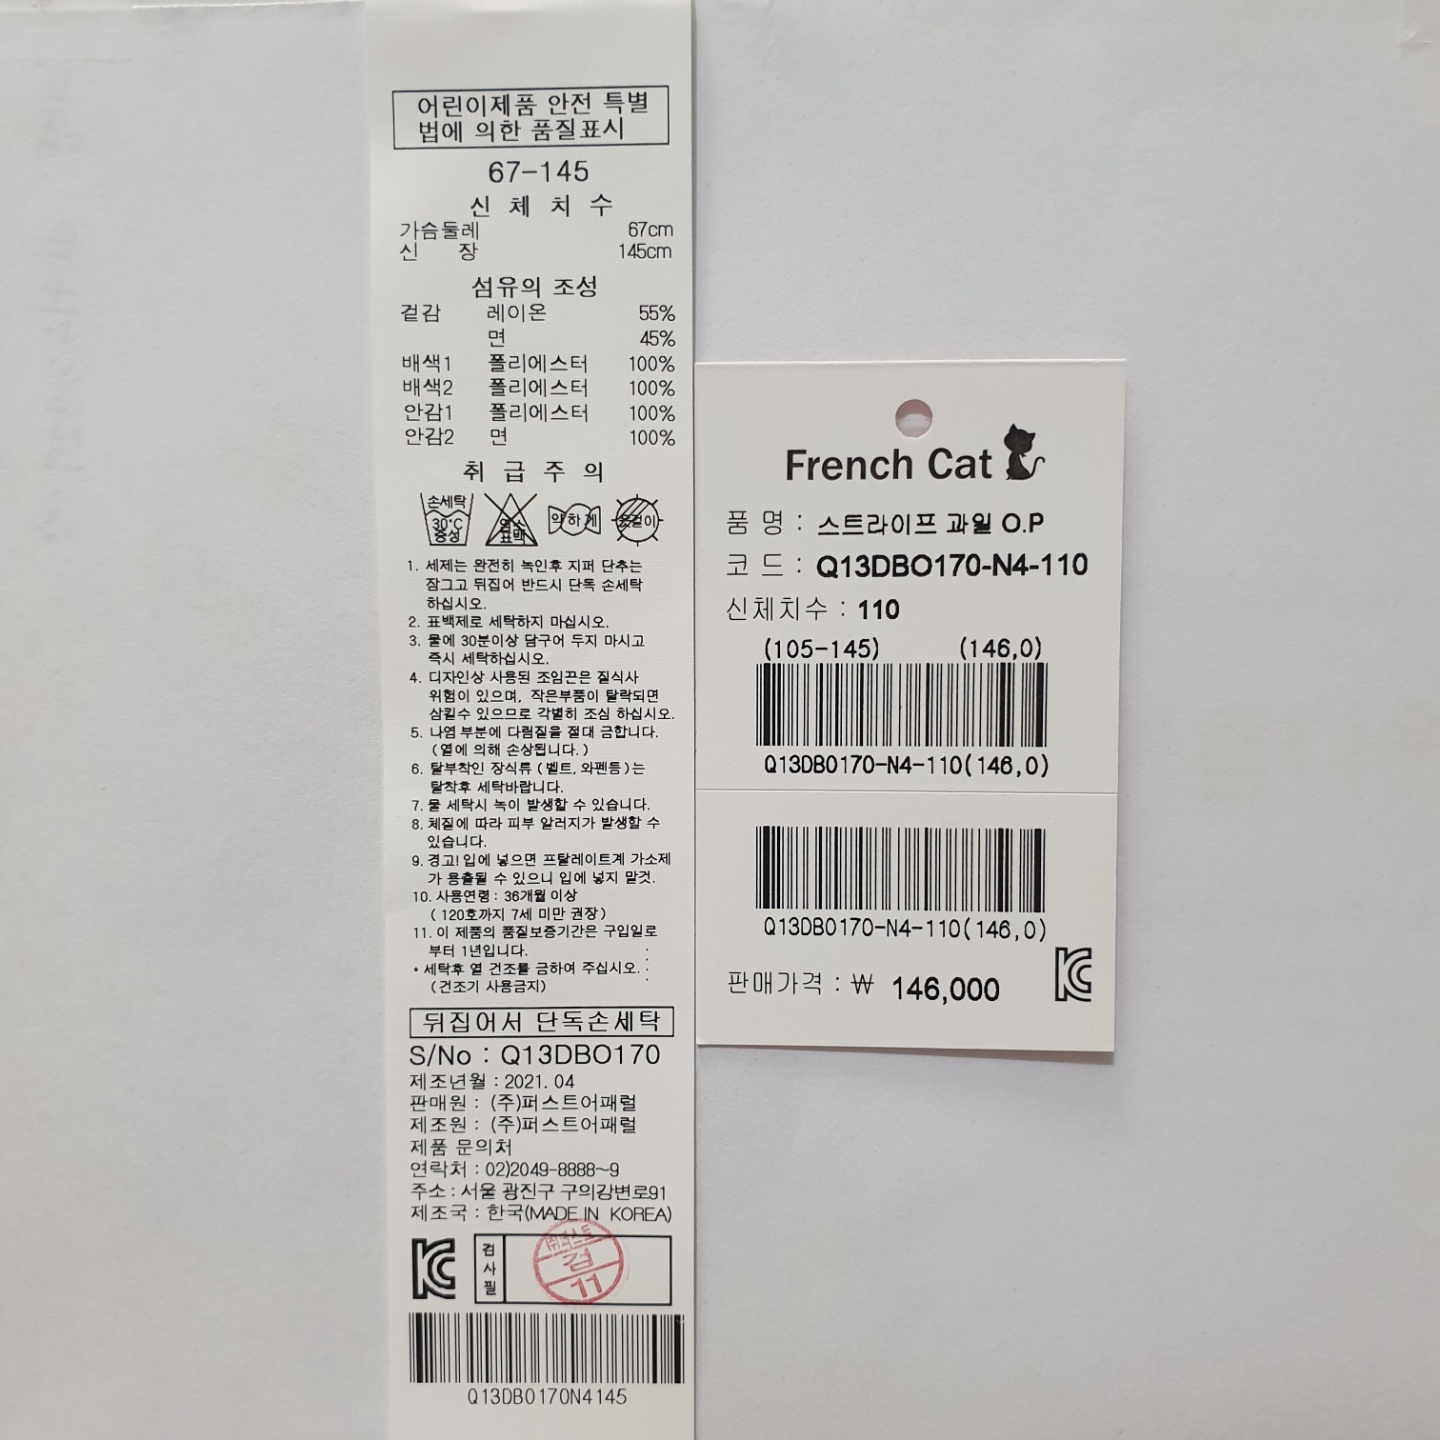 어린이제품 안전 특별
법에 의한 품질표시
67-145
신 체 치 수
가슴둘레 67cm
신 장 145cm
섬유의 조성
겉감 레이온 55%
면 45%
배색1 폴리에스터 100%
배색2 폴리에스터 100%
안감1 폴리에스터 100%
안감2 면 100%
취 급 주 의
손세탁 30°C 중성
염소 표백
약하게
옷걸이
1. 세제는 완전히 녹인후 지퍼 단추는
잠그고 뒤집어 반드시 단독 손세탁
하십시오.
2. 표백제로 세탁하지 마십시오.
3. 물에 30분이상 담구어 두지 마시고
즉시 세탁하십시오.
4. 디자인상 사용된 조임끈은 질식사
위험이 있으며, 작은부품이 탈락되면
삼킬수 있으므로 각별히 조심 하십시오.
5. 나염 부분에 다림질을 절대 금합니다.
(열에 의해 손상됩니다.)
6. 탈부착인 장식류 (벨트, 와펜등)는
탈착후 세탁바랍니다.
7. 물 세탁시 녹이 발생할 수 있습니다.
8. 체질에 따라 피부 알러지가 발생할 수
있습니다.
9. 경고! 입에 넣으면 프탈레이트계 가소제
가 용출될 수 있으니 입에 넣지 말것.
10. 사용연령 : 36개월 이상
(120호까지 7세 미만 권장)
11. 이 제품의 품질보증기간은 구입일로
부터 1년입니다.
• 세탁후 열 건조를 금하여 주십시오.
(건조기 사용금지)
뒤집어서 단독손세탁
S/No : Q13DBO170
제조년월 : 2021. 04
판매원 : (주)퍼스트어패럴
제조원 : (주)퍼스트어패럴
제품 문의처
연락처 : 02)2049-8888~9
주소 : 서울 광진구 구의강변로91
제조국 : 한국(MADE IN KOREA)
KC
검사필
(주)퍼스트
검
11
Q13DBO170N4145
French Cat
품 명 : 스트라이프 과일 O.P
코 드 : Q13DBO170-N4-110
신체치수 : 110
(105-145) (146,0)
Q13DBO170-N4-110(146,0)
Q13DBO170-N4-110(146,0)
KC
판매가격 : ₩ 146,000